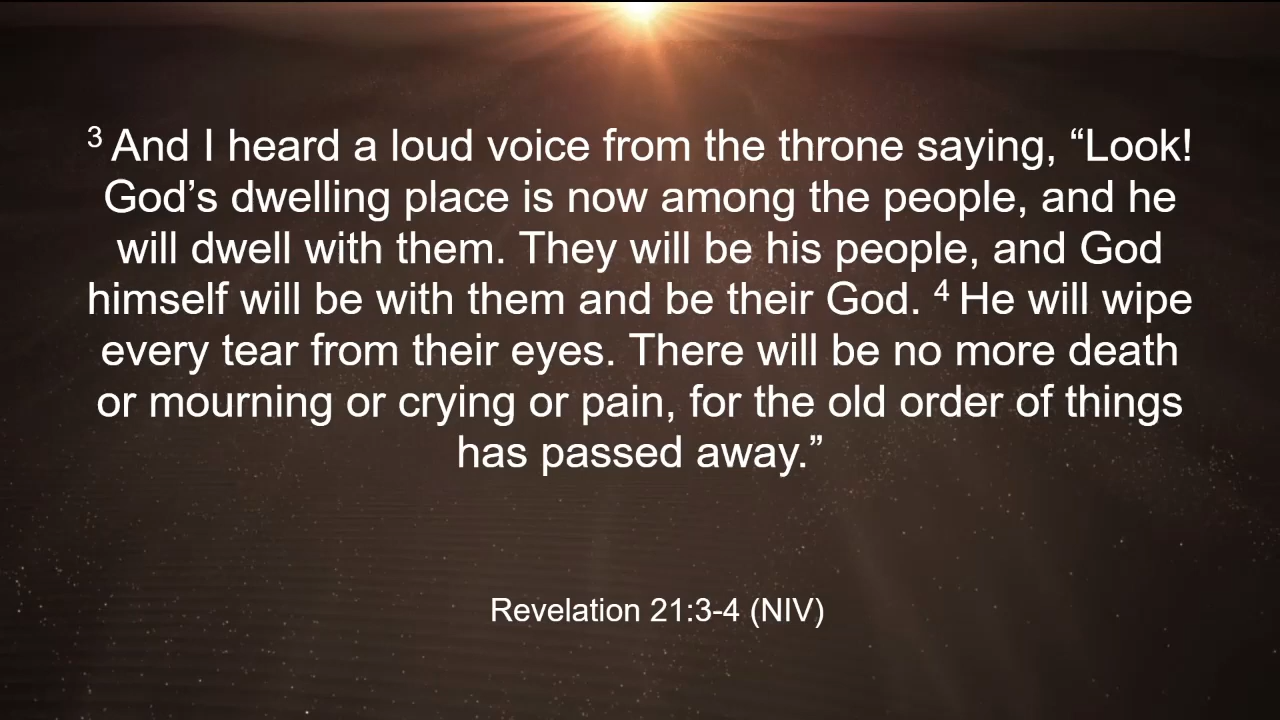 ³ And I heard a loud voice from the throne saying, “Look!
God’s dwelling place is now among the people, and he
will dwell with them. They will be his people, and God
himself will be with them and be their God. ⁴ He will wipe
every tear from their eyes. There will be no more death
or mourning or crying or pain, for the old order of things
has passed away.”
Revelation 21:3-4 (NIV)